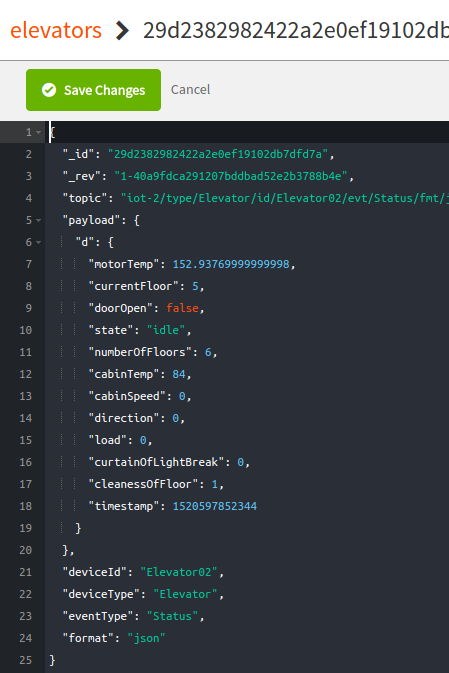 elevators > 29d2382982422a2e0ef19102db
Save Changes Cancel
1 {
2 "_id": "29d2382982422a2e0ef19102db7dfd7a",
3 "_rev": "1-40a9fdca291207bddbad52e2b3788b4e",
4 "topic": "iot-2/type/Elevator/id/Elevator02/evt/Status/fmt/j
5 "payload": {
6 "d": {
7 "motorTemp": 152.93769999999998,
8 "currentFloor": 5,
9 "doorOpen": false,
10 "state": "idle",
11 "numberOfFloors": 6,
12 "cabinTemp": 84,
13 "cabinSpeed": 0,
14 "direction": 0,
15 "load": 0,
16 "curtainOfLightBreak": 0,
17 "cleanessOfFloor": 1,
18 "timestamp": 1520597852344
19 }
20 },
21 "deviceId": "Elevator02",
22 "deviceType": "Elevator",
23 "eventType": "Status",
24 "format": "json"
25 }